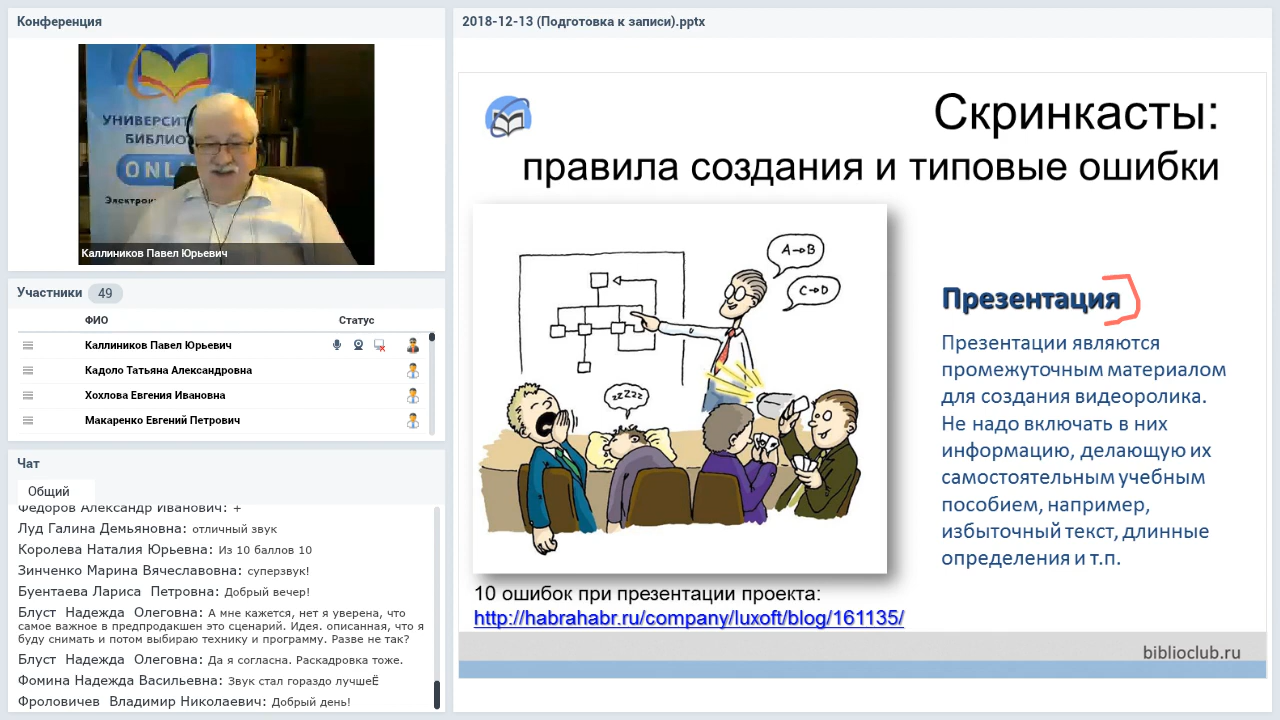 Конференция
УНИВЕРСИТ
БИБЛИО
ONLI
Электрон
Каллиников Павел Юрьевич
Участники 49
ФИО Статус
Каллиников Павел Юрьевич
Кадоло Татьяна Александровна
Хохлова Евгения Ивановна
Макаренко Евгений Петрович
Чат
Общий
Федоров Александр Иванович: +
Луд Галина Демьяновна: отличный звук
Королева Наталия Юрьевна: Из 10 баллов 10
Зинченко Марина Вячеславовна: суперзвук!
Буентаева Лариса Петровна: Добрый вечер!
Блуст Надежда Олеговна: А мне кажется, нет я уверена, что
самое важное в предпродакшен это сценарий. Идея. описанная, что я
буду снимать и потом выбираю технику и программу. Разве не так?
Блуст Надежда Олеговна: Да я согласна. Раскадровка тоже.
Фомина Надежда Васильевна: Звук стал гораздо лучшеЁ
Фроловичев Владимир Николаевич: Добрый день!
2018-12-13 (Подготовка к записи).pptx
Скринкасты:
правила создания и типовые ошибки
A→B
C→D
zzZZz
Презентация
Презентации являются
промежуточным материалом
для создания видеоролика.
Не надо включать в них
информацию, делающую их
самостоятельным учебным
пособием, например,
избыточный текст, длинные
определения и т.п.
10 ошибок при презентации проекта:
http://habrahabr.ru/company/luxoft/blog/161135/
biblioclub.ru